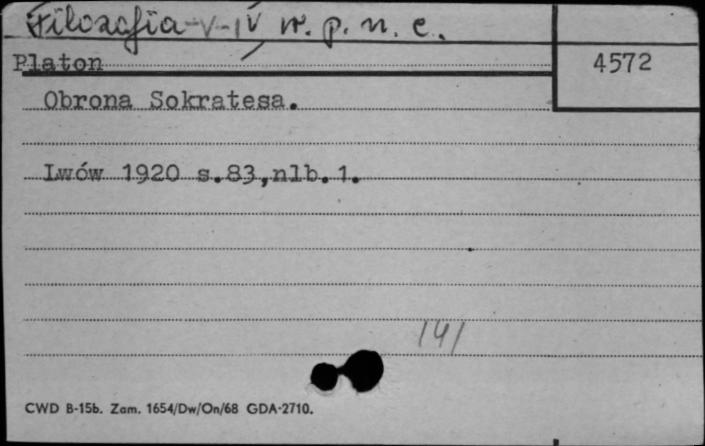 Filozofia-V-IV w. p. n. e.
4572
Platon
Obrona Sokratesa.
Lwów 1920 s.83,nlb.1.
141
CWD B-15b. Zam. 1654/Dw/On/68 GDA-2710.